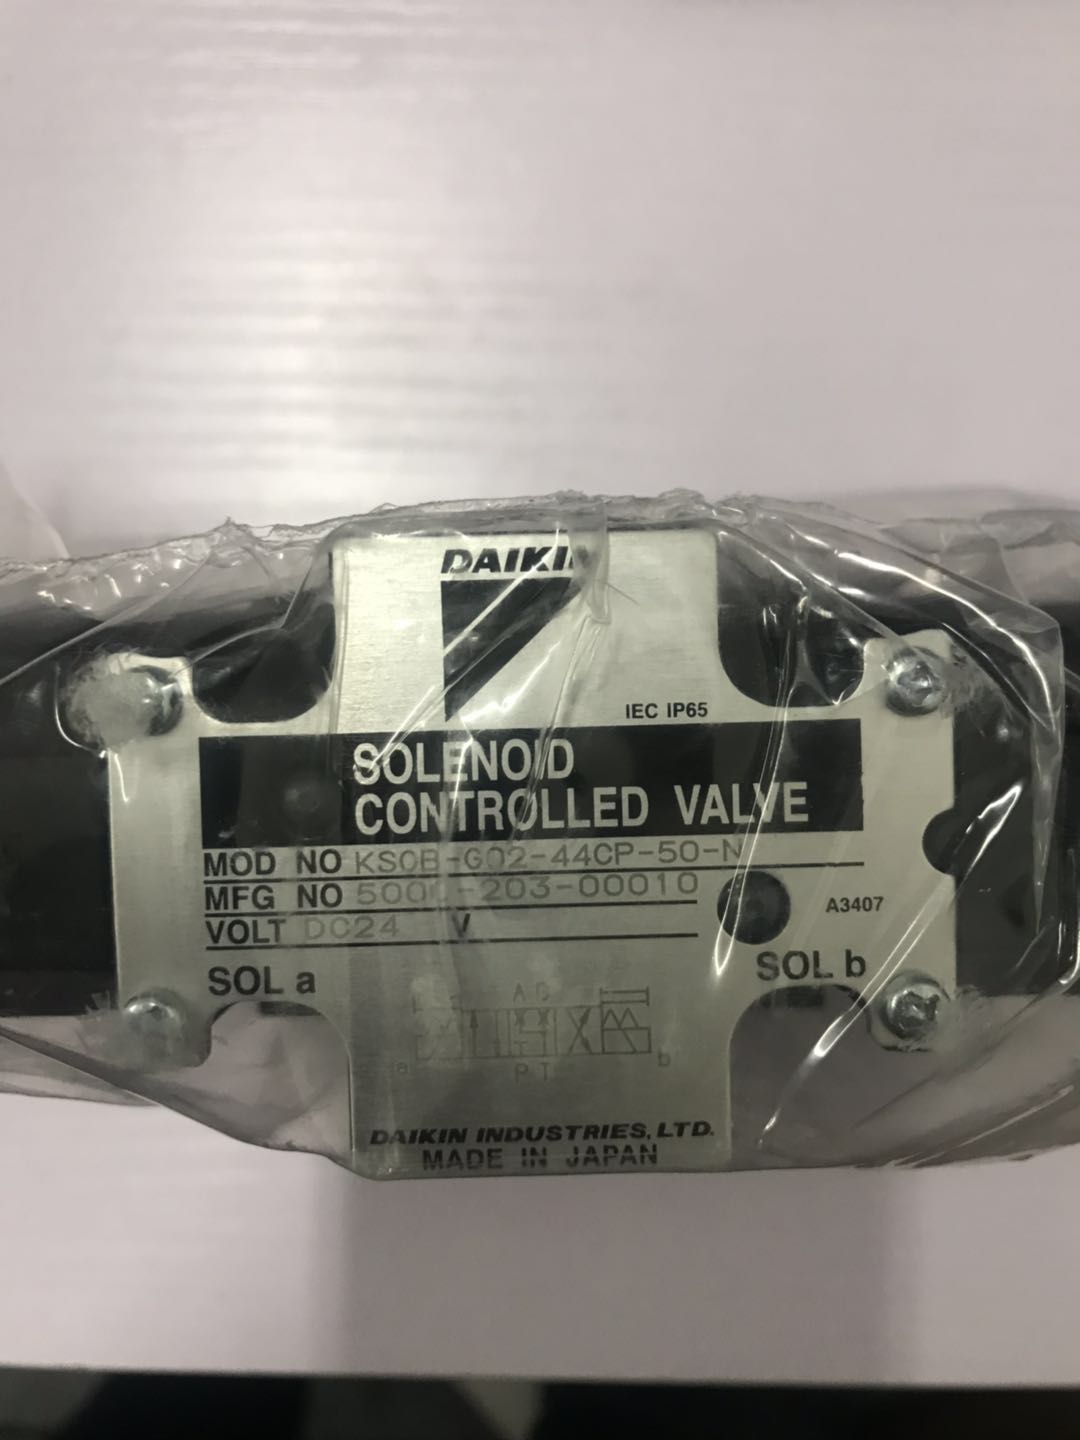 DAIKIN
IEC IP65
SOLENOID
CONTROLLED VALVE
MOD NO KSOB-G02-44CP-50-N
MFG NO 500 -203-00010
VOLT DC24 V
A3407
SOL a
SOL b
A B
a
b
P T
DAIKIN INDUSTRIES, LTD.
MADE IN JAPAN